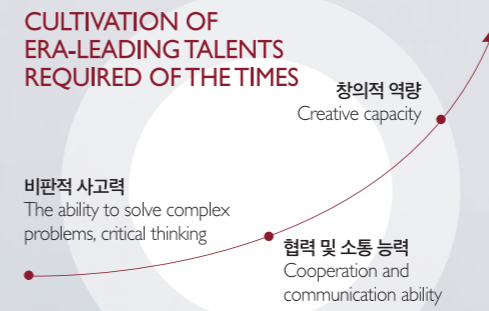 CULTIVATION OF
ERA-LEADING TALENTS
REQUIRED OF THE TIMES
창의적 역량
Creative capacity
비판적 사고력
The ability to solve complex
problems, critical thinking
협력 및 소통 능력
Cooperation and
communication ability